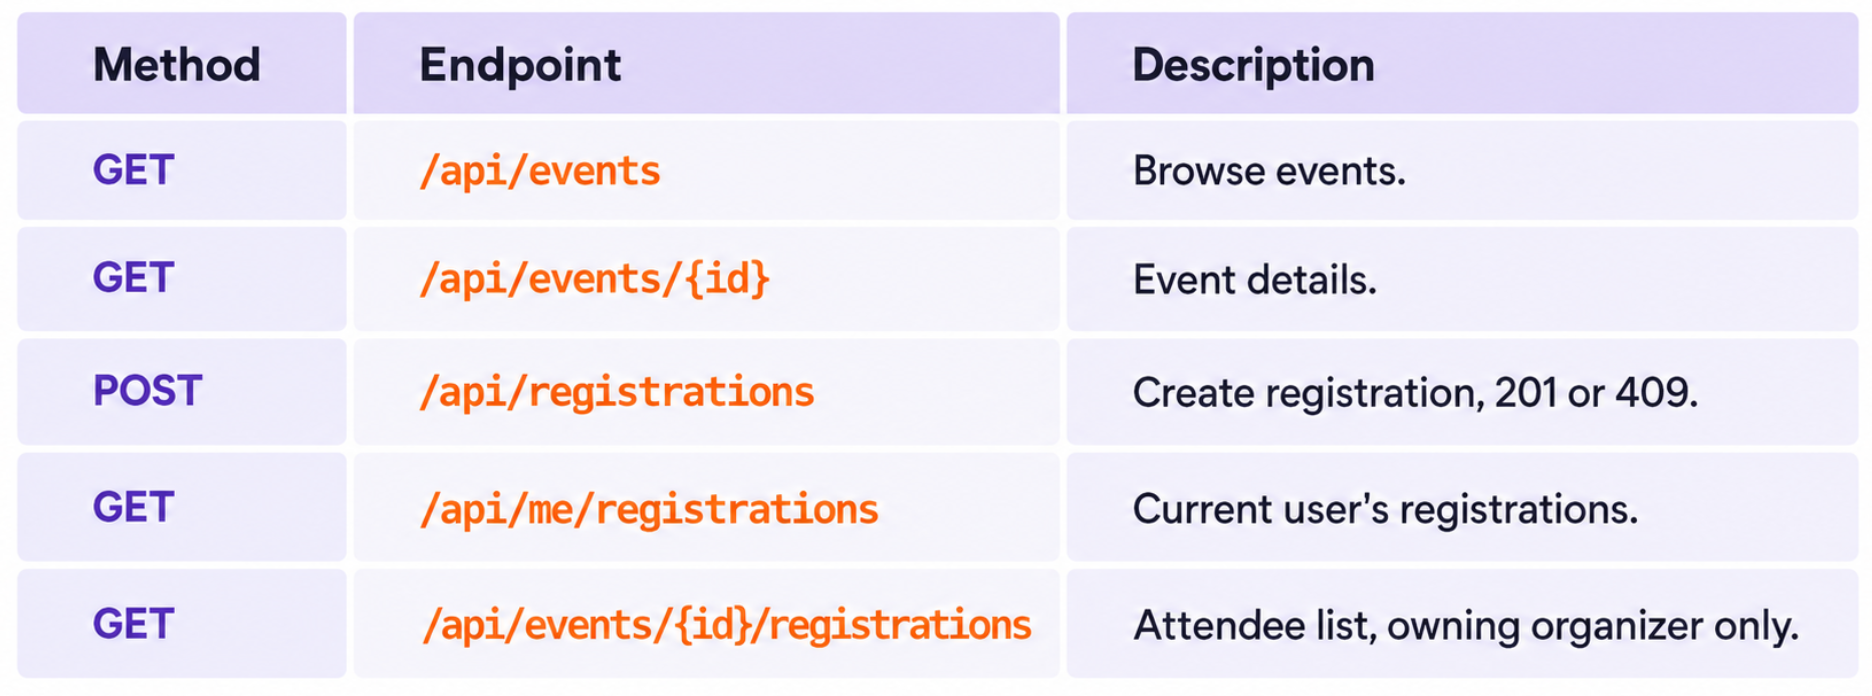 Method Endpoint Description
GET /api/events Browse events.
GET /api/events/{id} Event details.
POST /api/registrations Create registration, 201 or 409.
GET /api/me/registrations Current user's registrations.
GET /api/events/{id}/registrations Attendee list, owning organizer only.